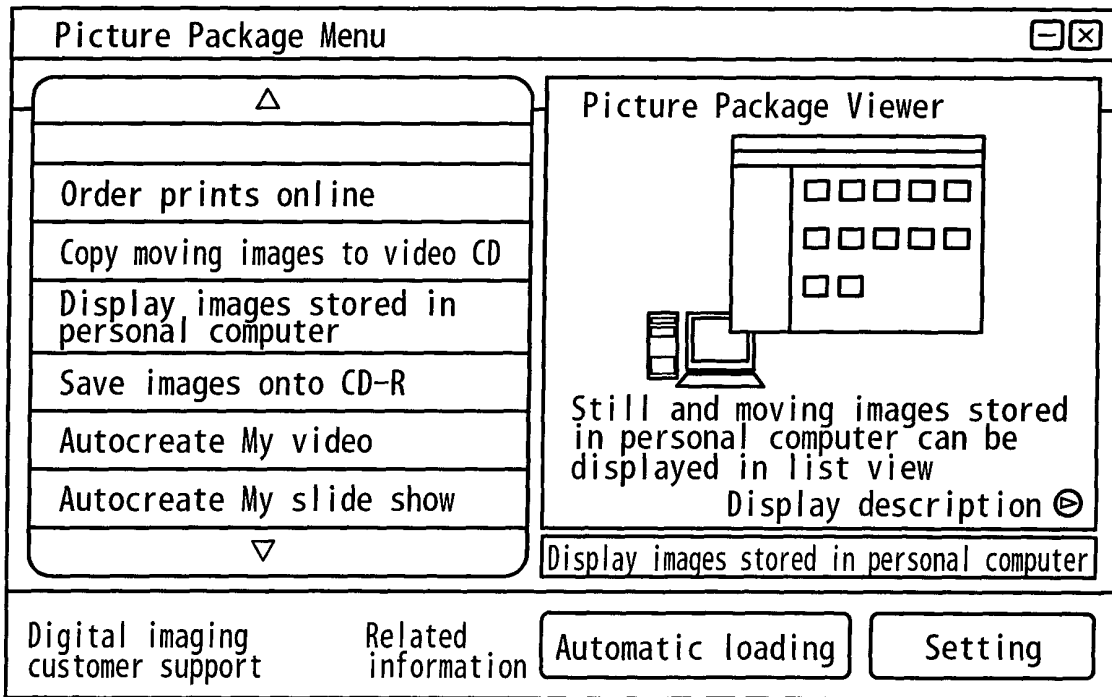 Picture Package Menu
Order prints online
Copy moving images to video CD
Display images stored in
personal computer
Save images onto CD-R
Autocreate My video
Autocreate My slide show
Picture Package Viewer
Still and moving images stored
in personal computer can be
displayed in list view
Display description
Display images stored in personal computer
Digital imaging
customer support
Related
information
Automatic loading
Setting